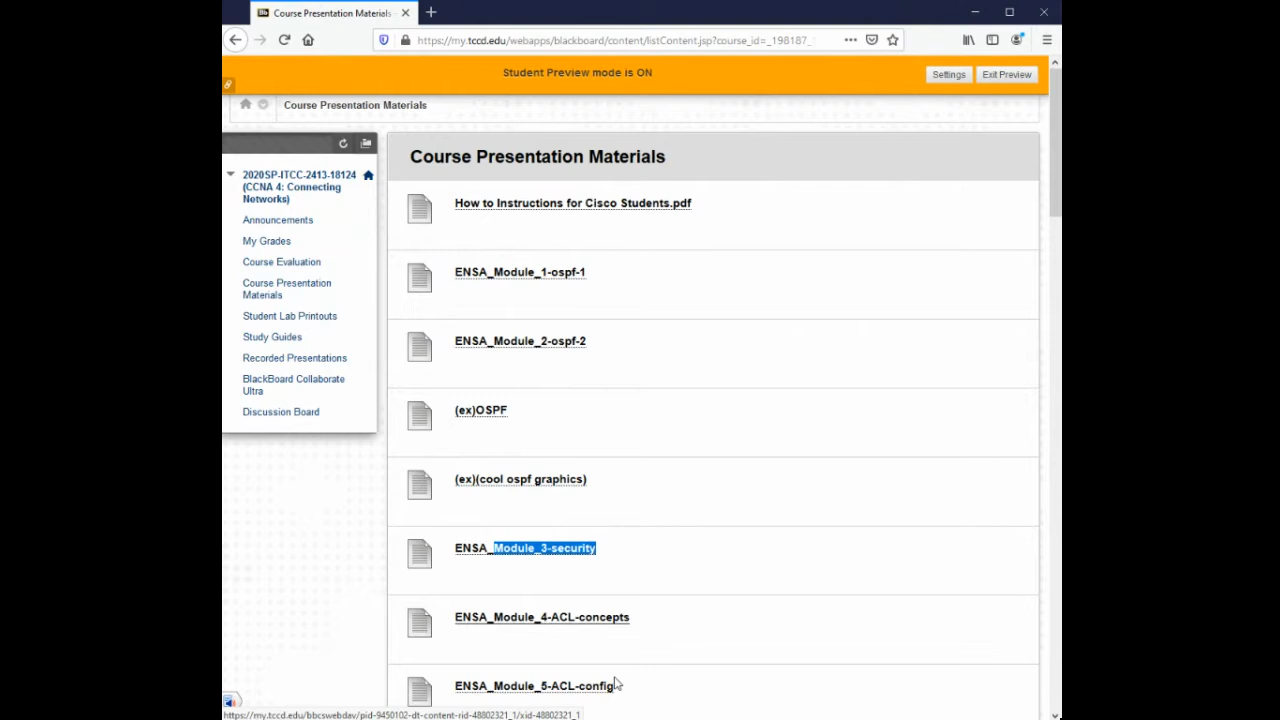 Course Presentation Materials -
https://my.tccd.edu/webapps/blackboard/content/listContent.jsp?course_id=_198187_
Student Preview mode is ON
Settings
Exit Preview
Course Presentation Materials
2020SP-ITCC-2413-18124
(CCNA 4: Connecting
Networks)
Announcements
My Grades
Course Evaluation
Course Presentation
Materials
Student Lab Printouts
Study Guides
Recorded Presentations
BlackBoard Collaborate
Ultra
Discussion Board
Course Presentation Materials
How to Instructions for Cisco Students.pdf
ENSA_Module_1-ospf-1
ENSA_Module_2-ospf-2
(ex)OSPF
(ex)(cool ospf graphics)
ENSA_Module_3-security
ENSA_Module_4-ACL-concepts
ENSA_Module_5-ACL-config
https://my.tccd.edu/bbcswebdav/pid-9450102-dt-content-rid-48802321_1/xid-48802321_1